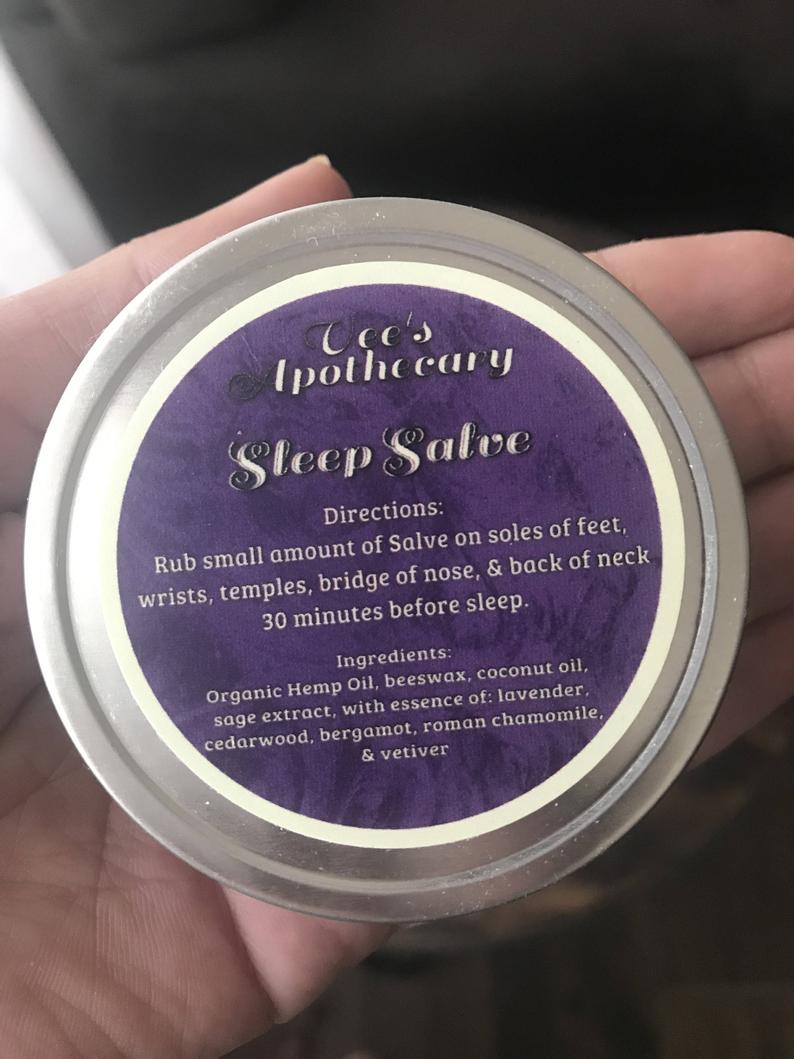 Vee's
Apothecary
Sleep Salve
Directions:
Rub small amount of Salve on soles of feet,
wrists, temples, bridge of nose, & back of neck
30 minutes before sleep.
Ingredients:
Organic Hemp Oil, beeswax, coconut oil,
sage extract, with essence of: lavender,
cedarwood, bergamot, roman chamomile,
& vetiver